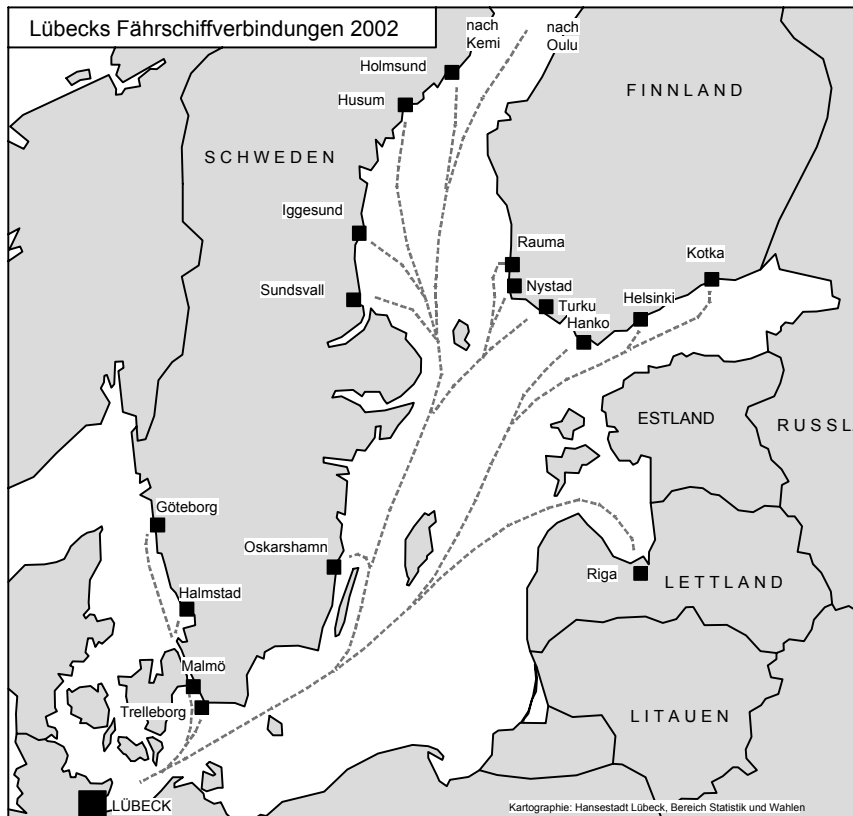 Lübecks Fährschiffverbindungen 2002
nach
Kemi
nach
Oulu
Holmsund
Husum
FINNLAND
SCHWEDEN
Iggesund
Rauma
Kotka
Sundsvall
Nystad
Turku
Helsinki
Hanko
ESTLAND
RUSSL
Göteborg
Oskarshamn
Riga
LETTLAND
Halmstad
Malmö
Trelleborg
LITAUEN
LÜBECK
Kartographie: Hansestadt Lübeck, Bereich Statistik und Wahlen